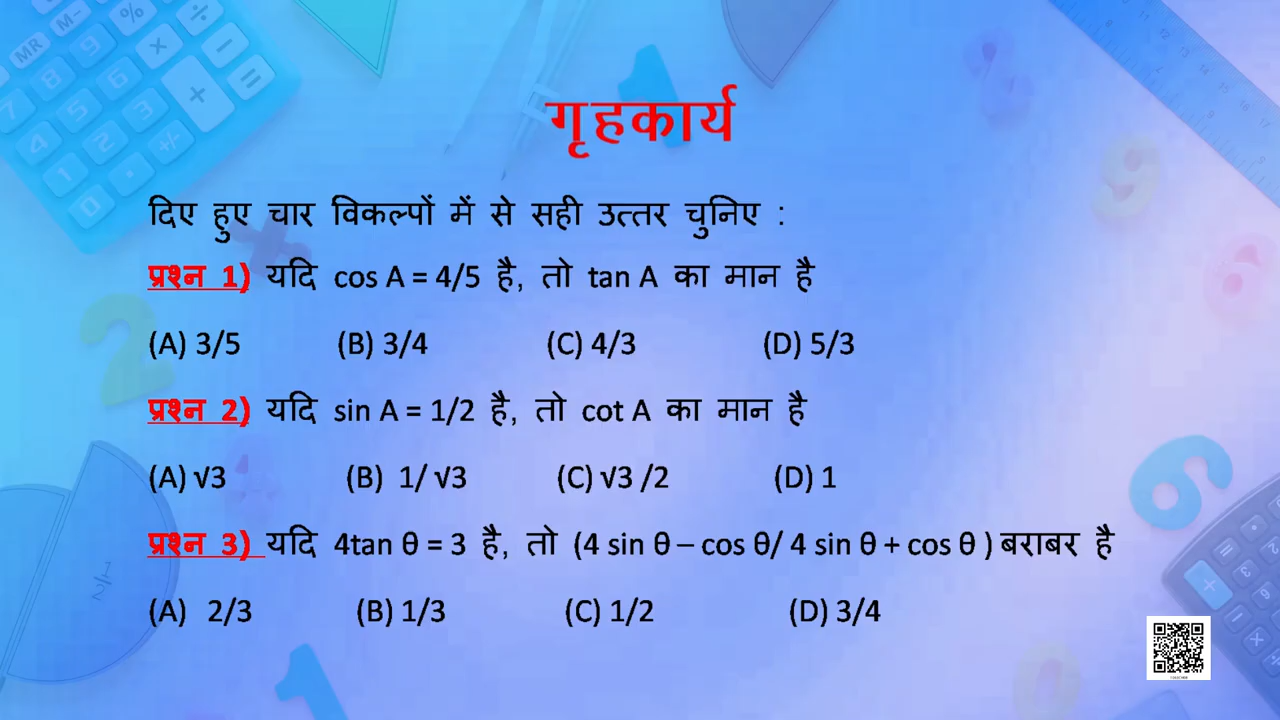 गृहकार्य
दिए हुए चार विकल्पों में से सही उत्तर चुनिए :
प्रश्न 1) यदि cos A = 4/5 है, तो tan A का मान है
(A) 3/5 (B) 3/4 (C) 4/3 (D) 5/3
प्रश्न 2) यदि sin A = 1/2 है, तो cot A का मान है
(A) √3 (B) 1/ √3 (C) √3 /2 (D) 1
प्रश्न 3) यदि 4tan θ = 3 है, तो (4 sin θ – cos θ/ 4 sin θ + cos θ ) बराबर है
(A) 2/3 (B) 1/3 (C) 1/2 (D) 3/4